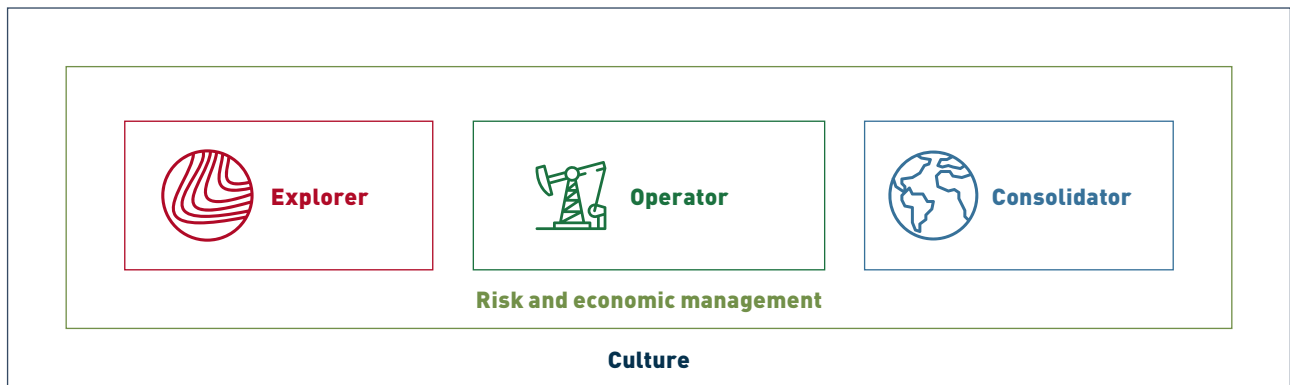 Explorer
Operator
Consolidator
Risk and economic management
Culture